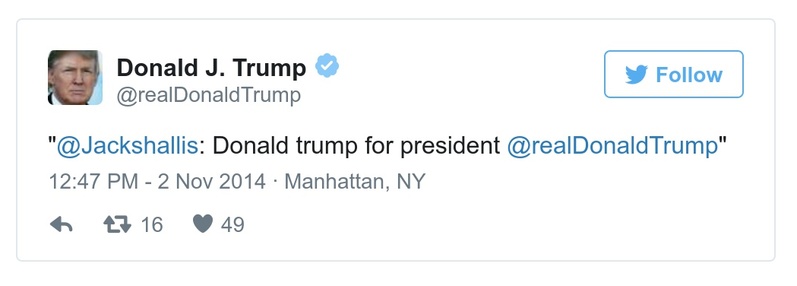 Donald J. Trump
@realDonaldTrump
Follow
"@Jackshallis: Donald trump for president @realDonaldTrump"
12:47 PM - 2 Nov 2014 · Manhattan, NY
16 49